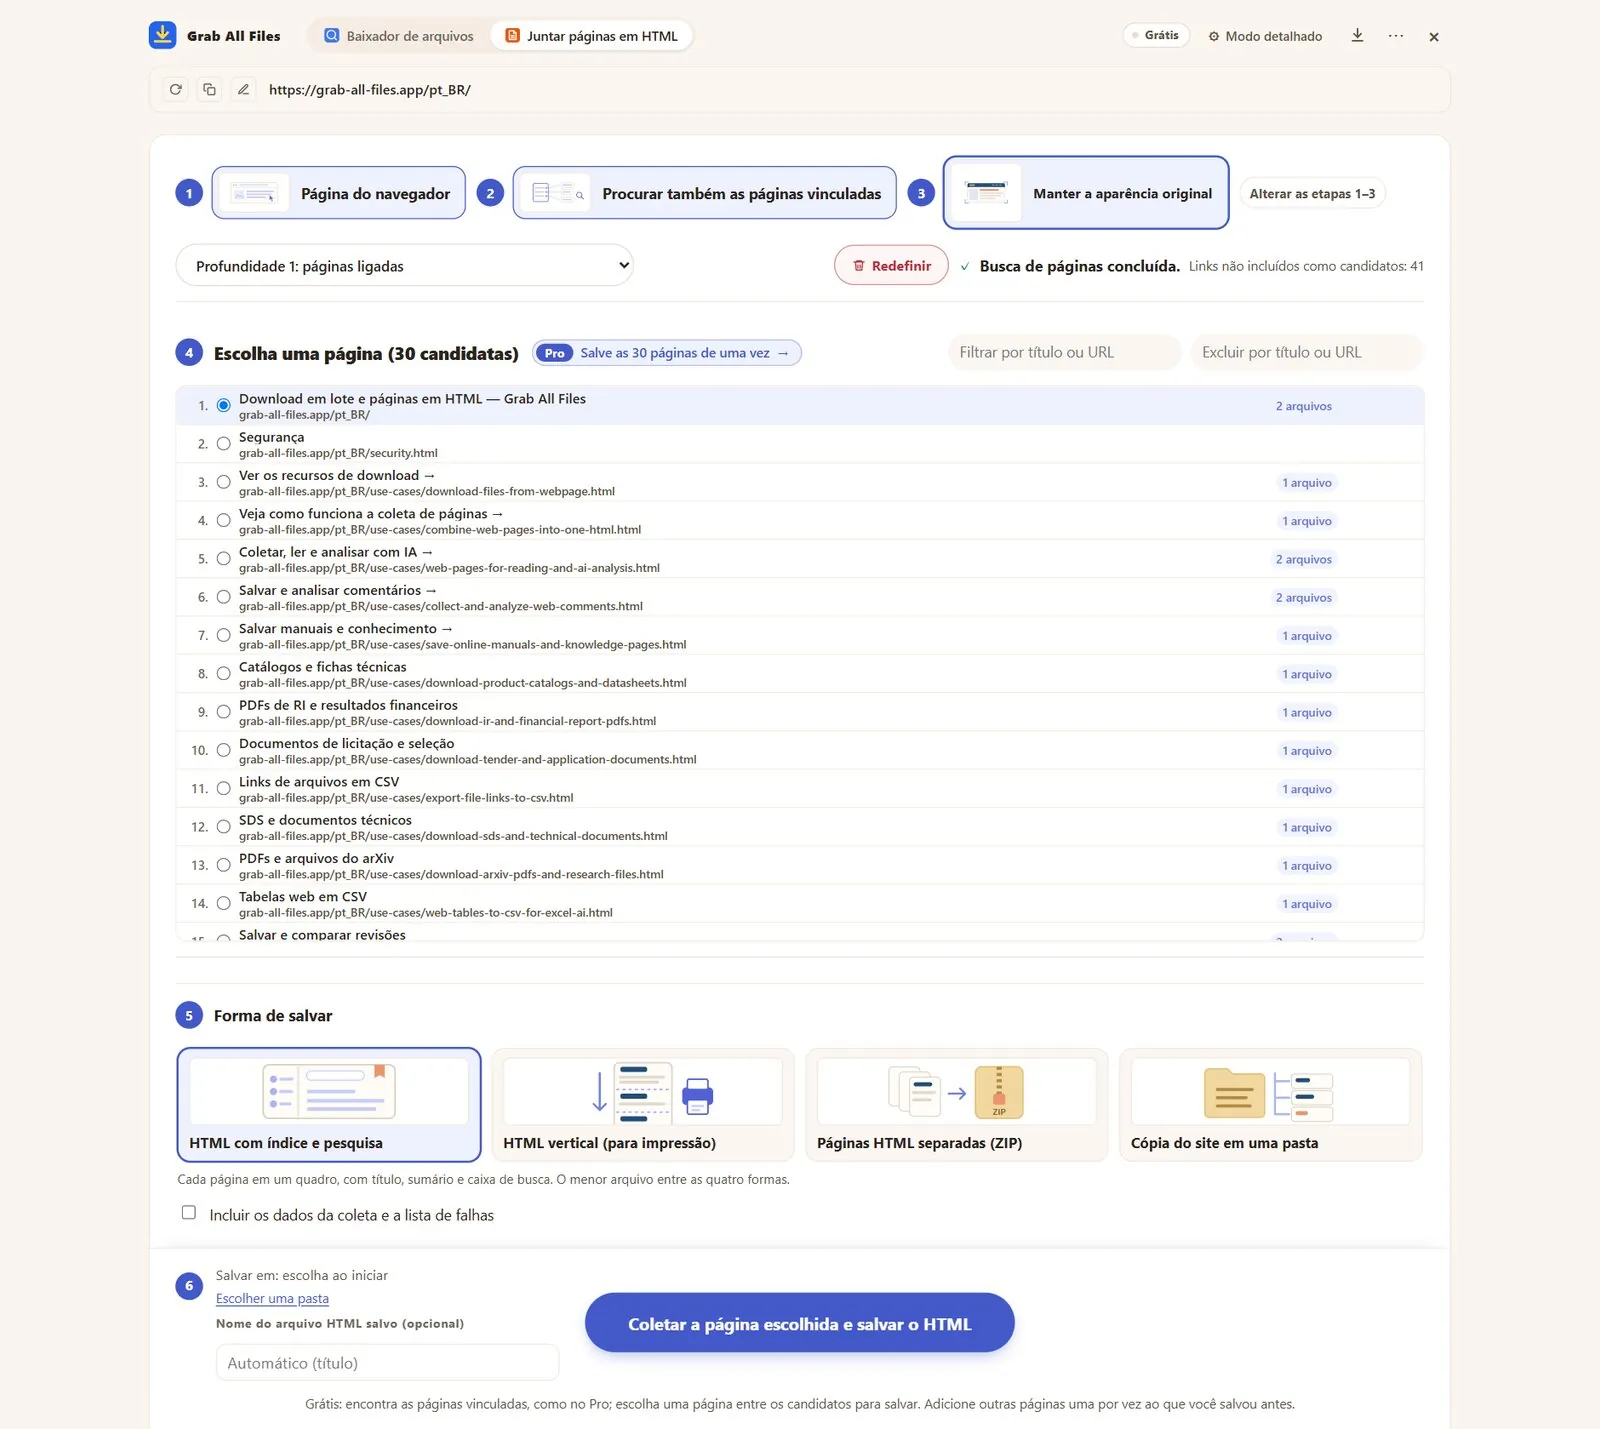 Grab All Files
Baixador de arquivos
Juntar páginas em HTML
Grátis
Modo detalhado
https://grab-all-files.app/pt_BR/
1
Página do navegador
2
Procurar também as páginas vinculadas
3
Manter a aparência original
Alterar as etapas 1–3
Profundidade 1: páginas ligadas
Redefinir
✓ Busca de páginas concluída. Links não incluídos como candidatos: 41
4
Escolha uma página (30 candidatas)
Pro Salve as 30 páginas de uma vez →
Filtrar por título ou URL
Excluir por título ou URL
1. Download em lote e páginas em HTML — Grab All Files
grab-all-files.app/pt_BR/
2 arquivos
2. Segurança
grab-all-files.app/pt_BR/security.html
3. Ver os recursos de download →
grab-all-files.app/pt_BR/use-cases/download-files-from-webpage.html
1 arquivo
4. Veja como funciona a coleta de páginas →
grab-all-files.app/pt_BR/use-cases/combine-web-pages-into-one-html.html
1 arquivo
5. Coletar, ler e analisar com IA →
grab-all-files.app/pt_BR/use-cases/web-pages-for-reading-and-ai-analysis.html
2 arquivos
6. Salvar e analisar comentários →
grab-all-files.app/pt_BR/use-cases/collect-and-analyze-web-comments.html
2 arquivos
7. Salvar manuais e conhecimento →
grab-all-files.app/pt_BR/use-cases/save-online-manuals-and-knowledge-pages.html
1 arquivo
8. Catálogos e fichas técnicas
grab-all-files.app/pt_BR/use-cases/download-product-catalogs-and-datasheets.html
1 arquivo
9. PDFs de RI e resultados financeiros
grab-all-files.app/pt_BR/use-cases/download-ir-and-financial-report-pdfs.html
1 arquivo
10. Documentos de licitação e seleção
grab-all-files.app/pt_BR/use-cases/download-tender-and-application-documents.html
1 arquivo
11. Links de arquivos em CSV
grab-all-files.app/pt_BR/use-cases/export-file-links-to-csv.html
1 arquivo
12. SDS e documentos técnicos
grab-all-files.app/pt_BR/use-cases/download-sds-and-technical-documents.html
1 arquivo
13. PDFs e arquivos do arXiv
grab-all-files.app/pt_BR/use-cases/download-arxiv-pdfs-and-research-files.html
1 arquivo
14. Tabelas web em CSV
grab-all-files.app/pt_BR/use-cases/web-tables-to-csv-for-excel-ai.html
1 arquivo
Salvar e comparar revisões
5
Forma de salvar
HTML com índice e pesquisa
HTML vertical (para impressão)
ZIP
Páginas HTML separadas (ZIP)
Cópia do site em uma pasta
Cada página em um quadro, com título, sumário e caixa de busca. O menor arquivo entre as quatro formas.
Incluir os dados da coleta e a lista de falhas
6
Salvar em: escolha ao iniciar
Escolher uma pasta
Nome do arquivo HTML salvo (opcional)
Automático (título)
Coletar a página escolhida e salvar o HTML
Grátis: encontra as páginas vinculadas, como no Pro; escolha uma página entre os candidatos para salvar. Adicione outras páginas uma por vez ao que você salvou antes.